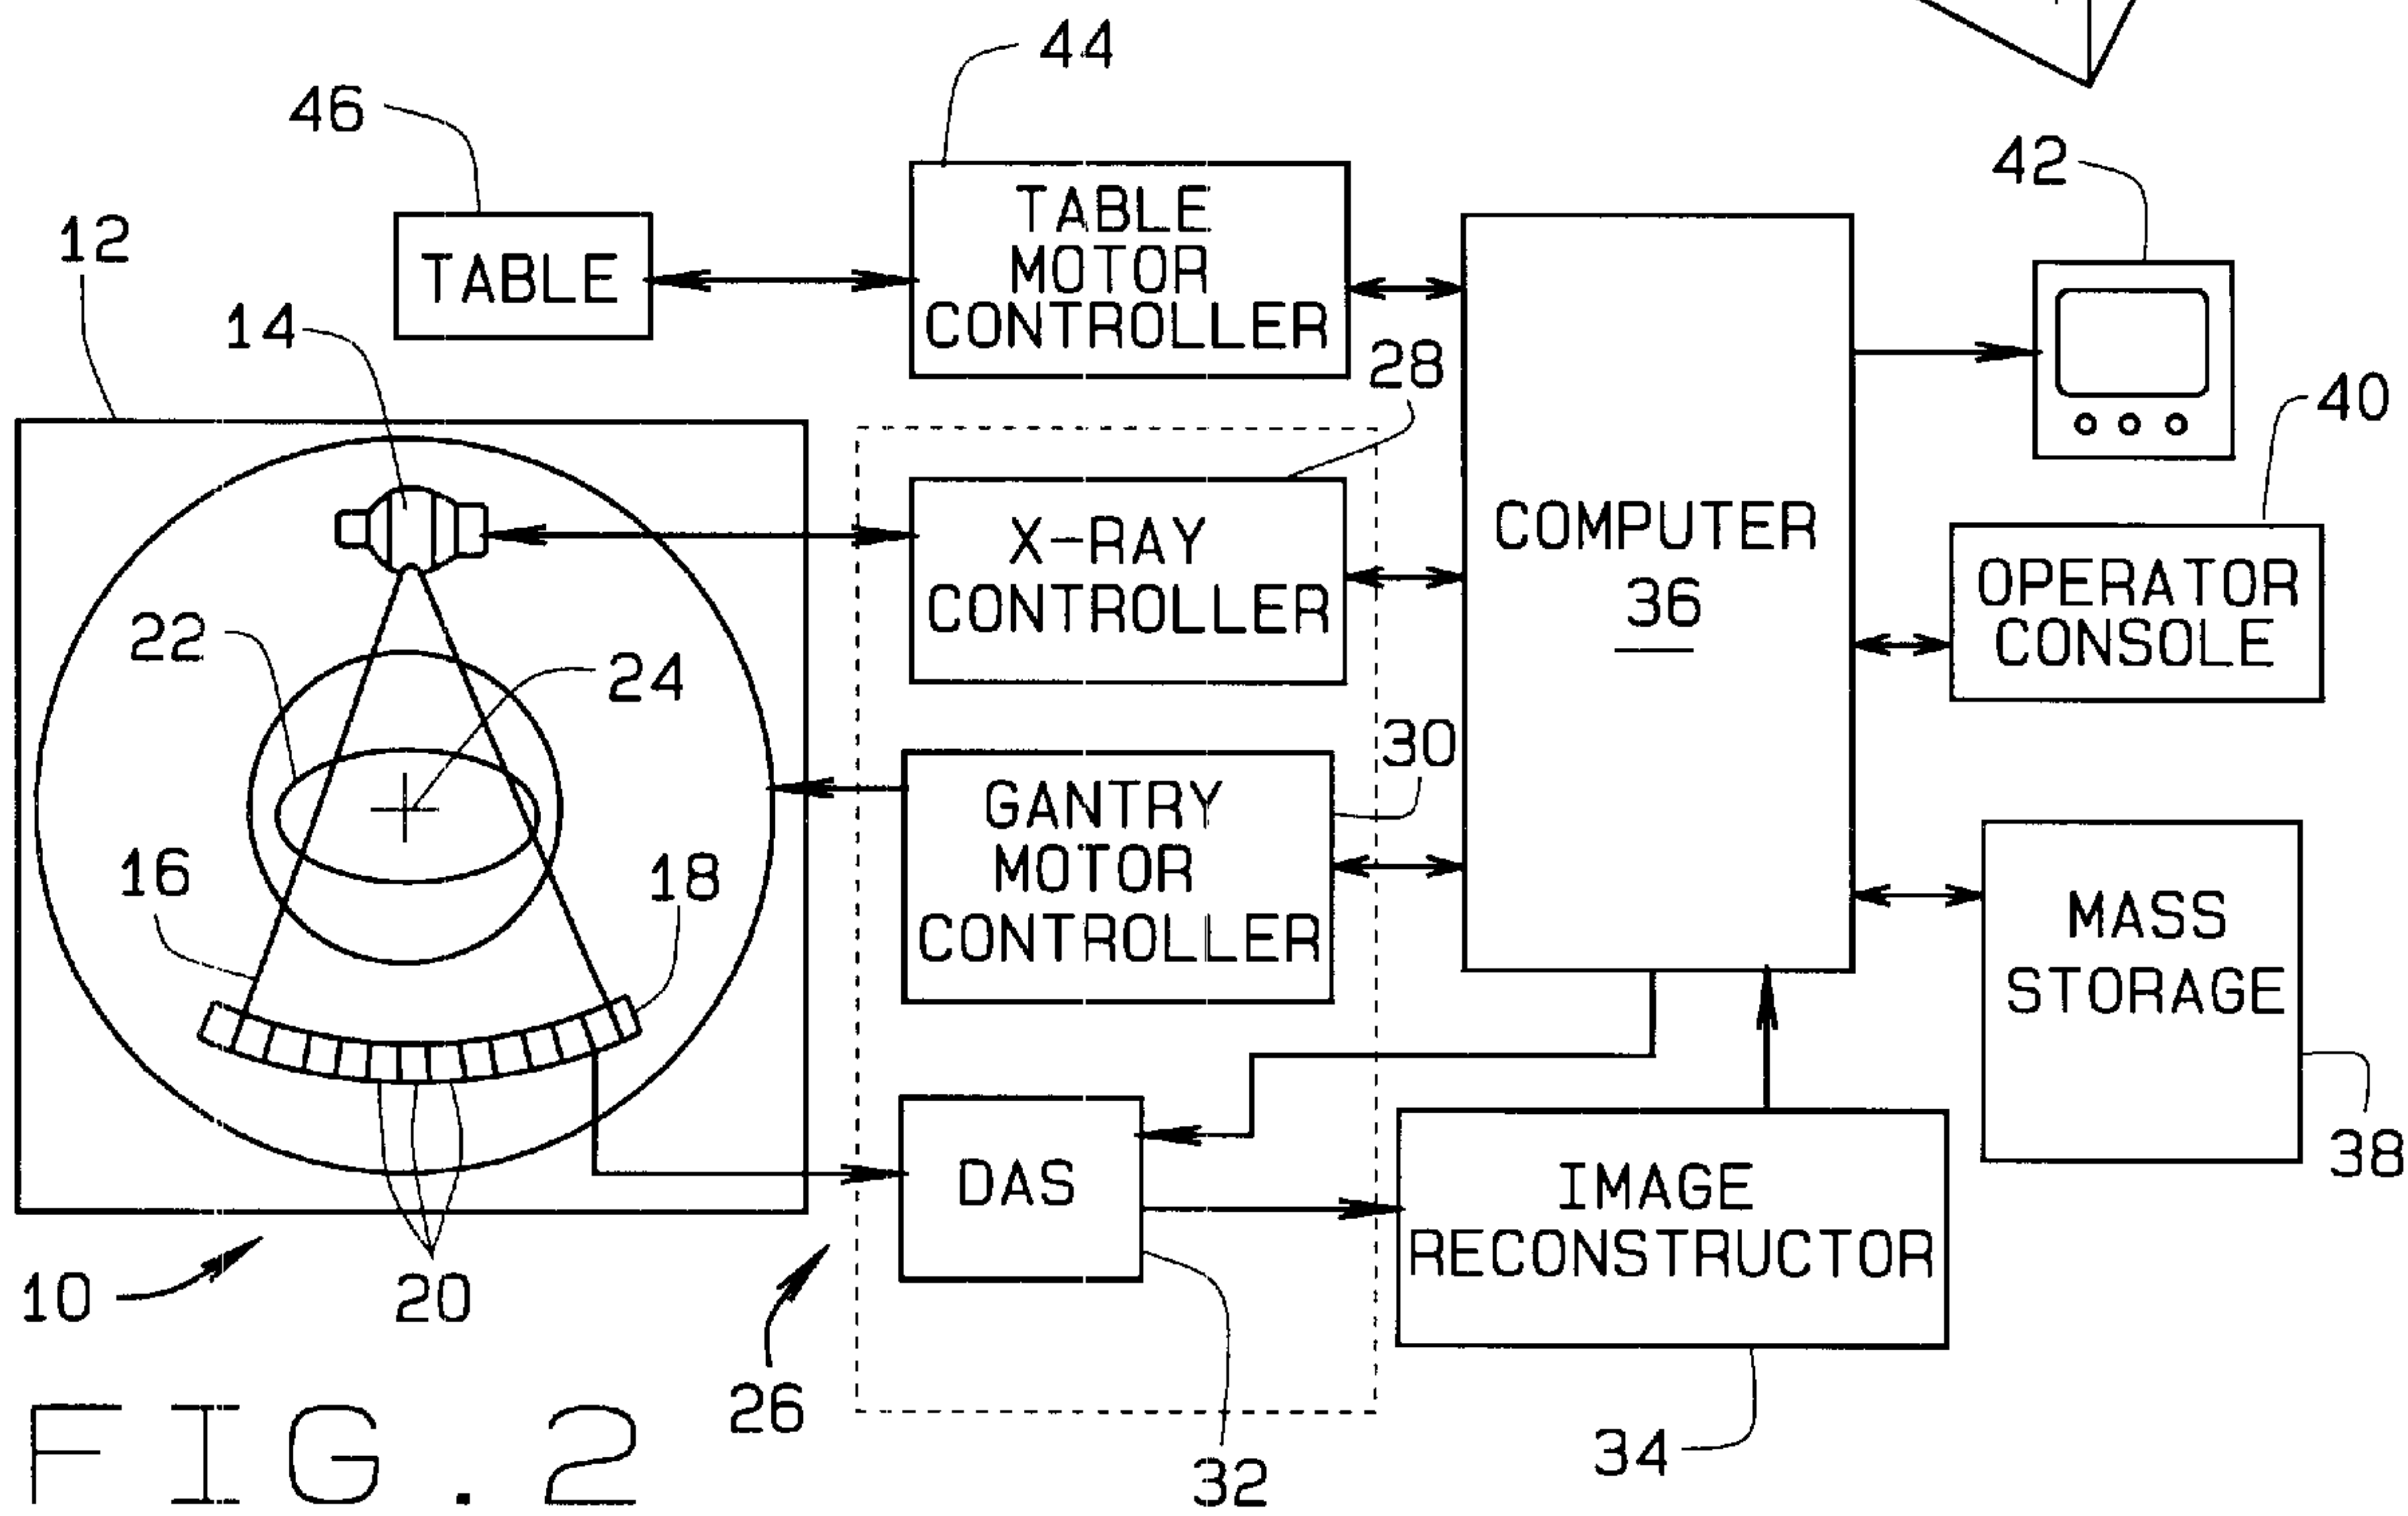 44
46
42
12
TABLE
MOTOR
CONTROLLER
TABLE
14
28
40
COMPUTER
36
X-RAY
CONTROLLER
OPERATOR
CONSOLE
22
24
30
GANTRY
MOTOR
CONTROLLER
16
18
MASS
STORAGE
38
DAS
IMAGE
RECONSTRUCTOR
10
20
26
34
32
FIG. 2